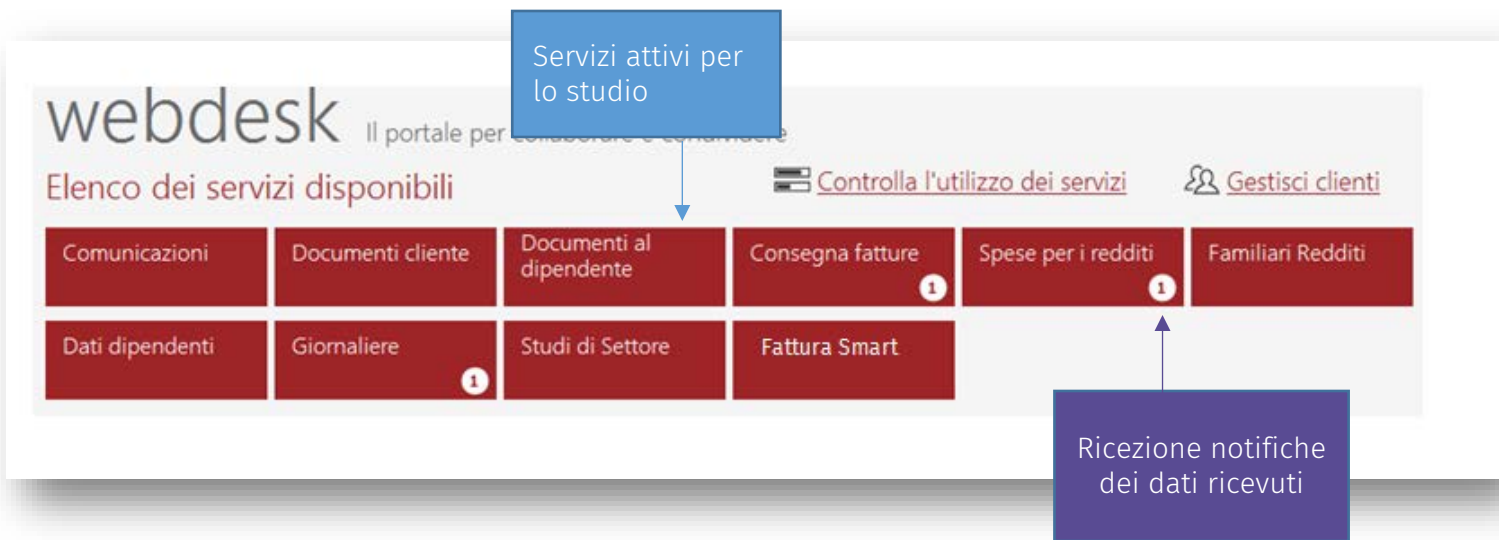 Servizi attivi per
lo studio
webdesk Il portale per
Elenco dei servizi disponibili
Controlla l'utilizzo dei servizi
Gestisci clienti
Comunicazioni
Documenti cliente
Documenti al
dipendente
Consegna fatture
1
Spese per i redditi
1
Familiari Redditi
Dati dipendenti
Giornaliere
1
Studi di Settore
Fattura Smart
Ricezione notifiche
dei dati ricevuti